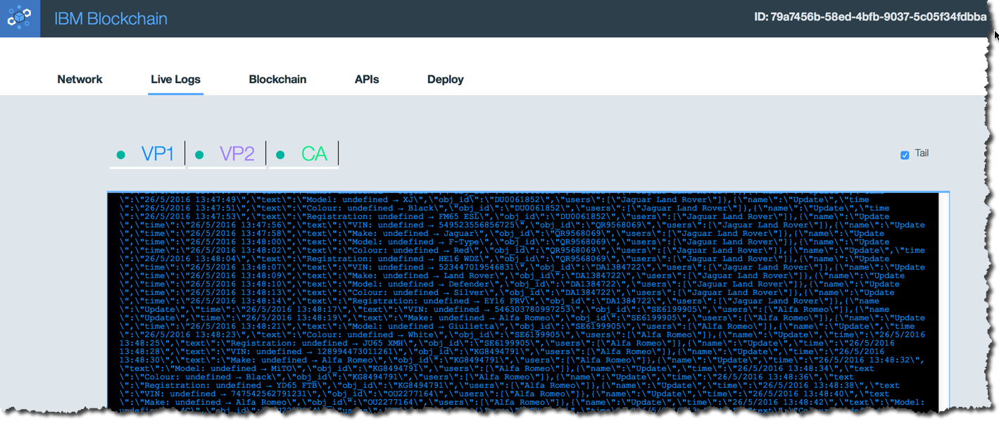 IBM Blockchain
ID: 79a7456b-58ed-4bfb-9037-5c05f34fdbba
Network Live Logs Blockchain APIs Deploy
VP1 VP2 CA
Tail
\":\"26/5/2016 13:47:49\",\"text\":\"Model: undefined → XJ\",\"obj_id\":\"DU0061852\",\"users\":[\"Jaguar Land Rover\"]},{\"name\":\"Update\",\"time
\":\"26/5/2016 13:47:51\",\"text\":\"Colour: undefined → Black\",\"obj_id\":\"DU0061852\",\"users\":[\"Jaguar Land Rover\"]},{\"name\":\"Update\",\"time
\":\"26/5/2016 13:47:53\",\"text\":\"Registration: undefined → FM65 ESD\",\"obj_id\":\"DU0061852\",\"users\":[\"Jaguar Land Rover\"]},{\"name\":\"Update
\",\"time\":\"26/5/2016 13:47:56\",\"text\":\"VIN: undefined → 549523556856725\",\"obj_id\":\"QR9568069\",\"users\":[\"Jaguar Land Rover\"]},{\"name\":\"Update
\",\"time\":\"26/5/2016 13:47:58\",\"text\":\"Make: undefined → Jaguar\",\"obj_id\":\"QR9568069\",\"users\":[\"Jaguar Land Rover\"]},{\"name\":\"Update
\",\"time\":\"26/5/2016 13:48:00\",\"text\":\"Model: undefined → F-Type\",\"obj_id\":\"QR9568069\",\"users\":[\"Jaguar Land Rover\"]},{\"name\":\"Update
\",\"time\":\"26/5/2016 13:48:02\",\"text\":\"Colour: undefined → Red\",\"obj_id\":\"QR9568069\",\"users\":[\"Jaguar Land Rover\"]},{\"name\":\"Update\",\"time
\":\"26/5/2016 13:48:04\",\"text\":\"Registration: undefined → HE16 WDZ\",\"obj_id\":\"QR9568069\",\"users\":[\"Jaguar Land Rover\"]},{\"name\":\"Update
\",\"time\":\"26/5/2016 13:48:07\",\"text\":\"VIN: undefined → 523447019546831\",\"obj_id\":\"DA1384722\",\"users\":[\"Jaguar Land Rover\"]},{\"name\":\"Update
\",\"time\":\"26/5/2016 13:48:09\",\"text\":\"Make: undefined → Land Rover\",\"obj_id\":\"DA1384722\",\"users\":[\"Jaguar Land Rover\"]},{\"name\":\"Update
\",\"time\":\"26/5/2016 13:48:10\",\"text\":\"Model: undefined → Defender\",\"obj_id\":\"DA1384722\",\"users\":[\"Jaguar Land Rover\"]},{\"name\":\"Update
\",\"time\":\"26/5/2016 13:48:13\",\"text\":\"Colour: undefined → Silver\",\"obj_id\":\"DA1384722\",\"users\":[\"Jaguar Land Rover\"]},{\"name\":\"Update
\",\"time\":\"26/5/2016 13:48:14\",\"text\":\"Registration: undefined → EY16 FRV\",\"obj_id\":\"DA1384722\",\"users\":[\"Jaguar Land Rover\"]},{\"name
\":\"Update\",\"time\":\"26/5/2016 13:48:17\",\"text\":\"VIN: undefined → 546303780997253\",\"obj_id\":\"SE6199905\",\"users\":[\"Alfa Romeo\"]},{\"name
\":\"Update\",\"time\":\"26/5/2016 13:48:19\",\"text\":\"Make: undefined → Alfa Romeo\",\"obj_id\":\"SE6199905\",\"users\":[\"Alfa Romeo\"]},{\"name\":\"Update
\",\"time\":\"26/5/2016 13:48:21\",\"text\":\"Model: undefined → Giulietta\",\"obj_id\":\"SE6199905\",\"users\":[\"Alfa Romeo\"]},{\"name\":\"Update\",\"time
\":\"26/5/2016 13:48:23\",\"text\":\"Colour: undefined → White\",\"obj_id\":\"SE6199905\",\"users\":[\"Alfa Romeo\"]},{\"name\":\"Update\",\"time\":\"26/5/2016
13:48:25\",\"text\":\"Registration: undefined → JU65 XMH\",\"obj_id\":\"SE6199905\",\"users\":[\"Alfa Romeo\"]},{\"name\":\"Update\",\"time\":\"26/5/2016
13:48:28\",\"text\":\"VIN: undefined → 128994473011261\",\"obj_id\":\"KG8494791\",\"users\":[\"Alfa Romeo\"]},{\"name\":\"Update\",\"time\":\"26/5/2016
13:48:30\",\"text\":\"Make: undefined → Alfa Romeo\",\"obj_id\":\"KG8494791\",\"users\":[\"Alfa Romeo\"]},{\"name\":\"Update\",\"time\":\"26/5/2016 13:48:32\",
\"text\":\"Model: undefined → MiTO\",\"obj_id\":\"KG8494791\",\"users\":[\"Alfa Romeo\"]},{\"name\":\"Update\",\"time\":\"26/5/2016 13:48:34\",\"text
\":\"Colour: undefined → Black\",\"obj_id\":\"KG8494791\",\"users\":[\"Alfa Romeo\"]},{\"name\":\"Update\",\"time\":\"26/5/2016 13:48:36\",\"text
\":\"Registration: undefined → YD65 FTB\",\"obj_id\":\"KG8494791\",\"users\":[\"Alfa Romeo\"]},{\"name\":\"Update\",\"time\":\"26/5/2016 13:48:38\",\"text
\":\"VIN: undefined → 747542562791231\",\"obj_id\":\"OU2277164\",\"users\":[\"Alfa Romeo\"]},{\"name\":\"Update\",\"time\":\"26/5/2016 13:48:40\",\"text
\":\"Make: undefined → Alfa Romeo\",\"obj_id\":\"OU2277164\",\"users\":[\"Alfa Romeo\"]},{\"name\":\"Update\",\"time\":\"26/5/2016 13:48:42\",\"text\":\"Model: